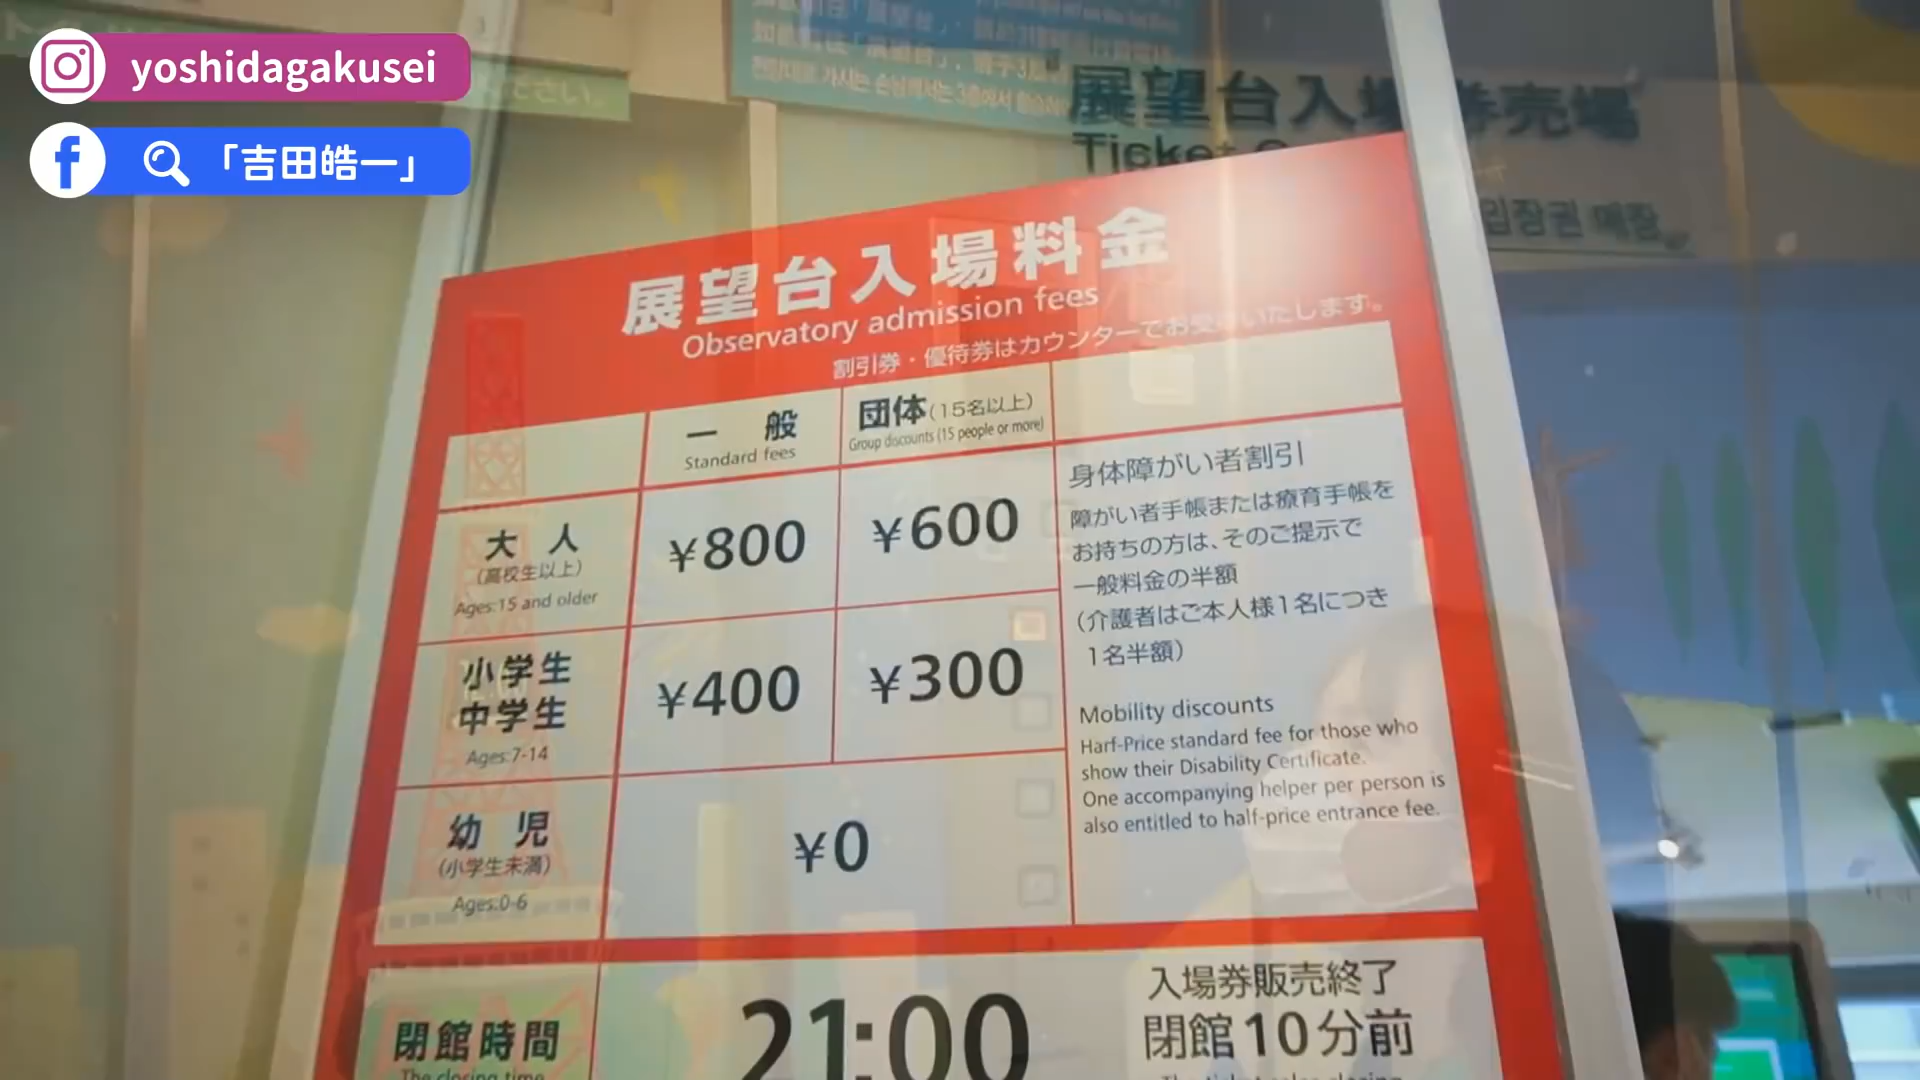 yoshidagakusei
「吉田皓一」
展望台入場券売場
Ticket
입장권 매장
展望台入場料金
Observatory admission fees
割引券・優待券はカウンターでお受けいたします。
一般
Standard fees
団体(15名以上)
Group discounts (15 people or more)
大人
(高校生以上)
Ages:15 and older
¥800
¥600
小学生
中学生
Ages:7-14
¥400
¥300
幼児
(小学生未満)
Ages:0-6
¥0
身体障がい者割引
障がい者手帳または療育手帳を
お持ちの方は、そのご提示で
一般料金の半額
(介護者はご本人様1名につき
1名半額)
Mobility discounts
Harf-Price standard fee for those who
show their Disability Certificate.
One accompanying helper per person is
also entitled to half-price entrance fee.
閉館時間
The closing time
21:00
入場券販売終了
閉館10分前